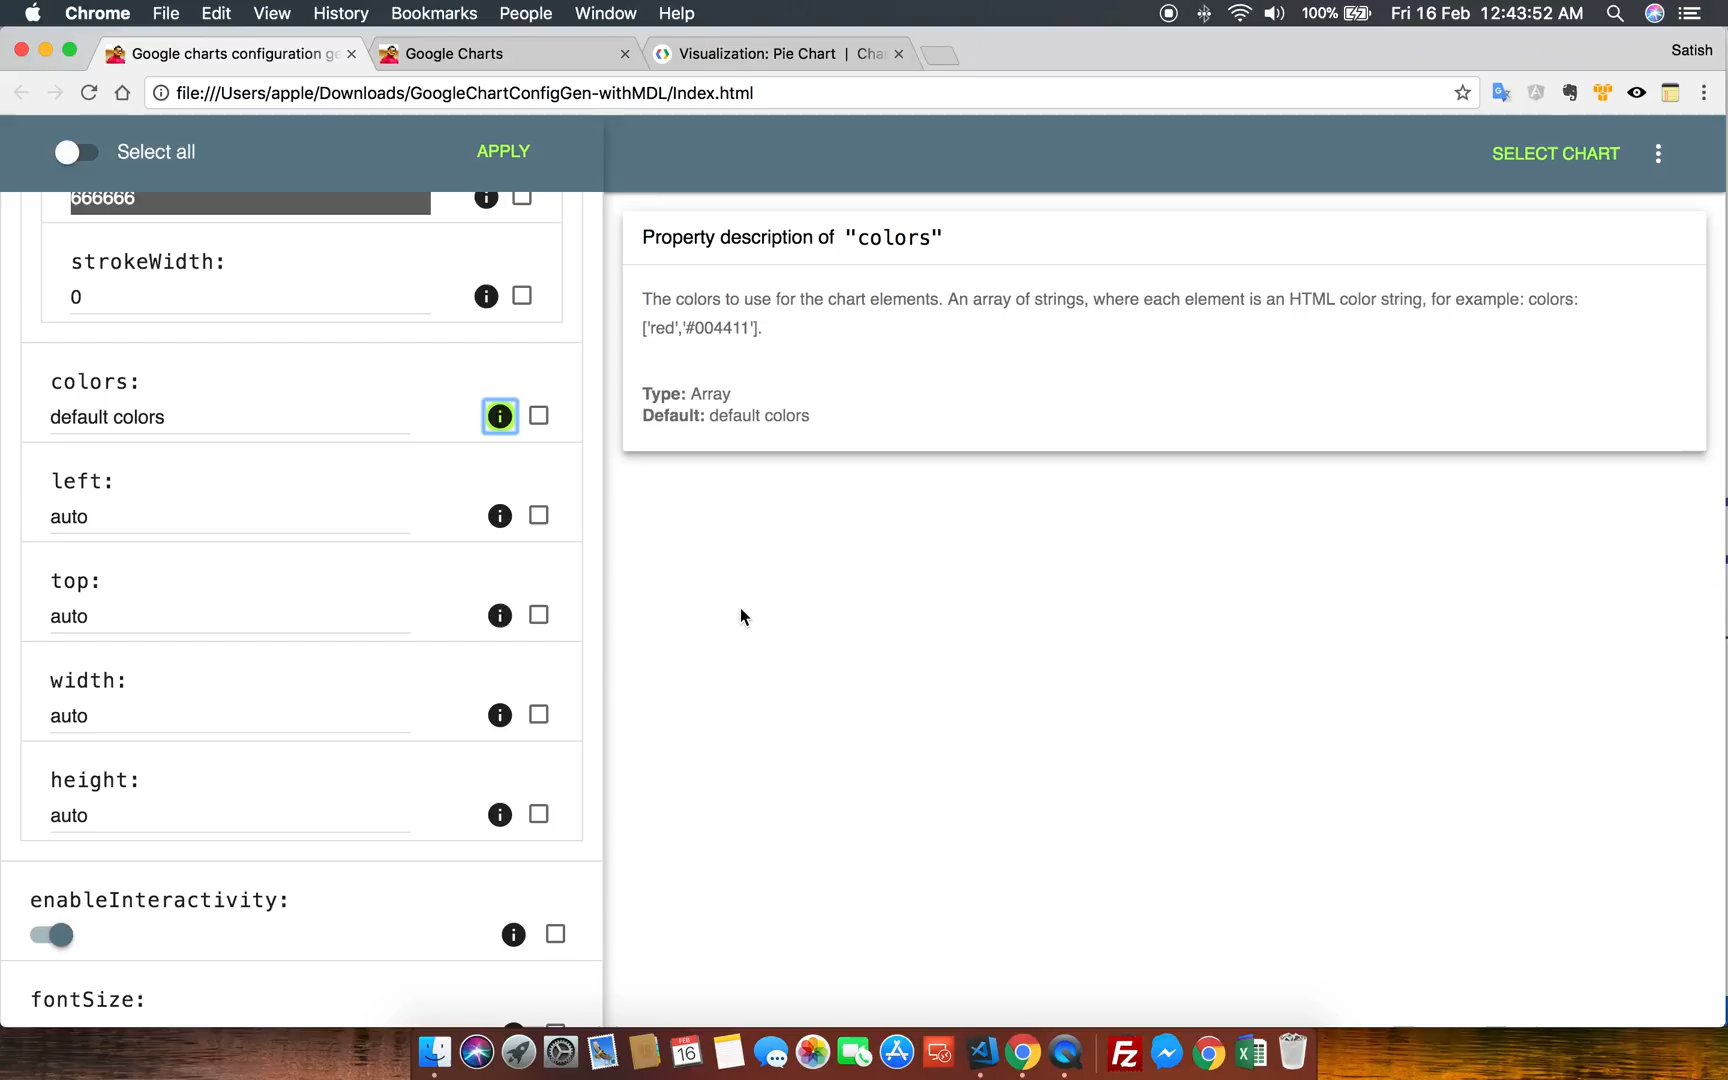 Chrome File Edit View History Bookmarks People Window Help 100% Fri 16 Feb 12:43:52 AM
Google charts configuration ge Google Charts Visualization: Pie Chart | Cha Satish
file:///Users/apple/Downloads/GoogleChartConfigGen-withMDL/Index.html
Select all APPLY SELECT CHART
666666
strokeWidth:
0
colors:
default colors
left:
auto
top:
auto
width:
auto
height:
auto
enableInteractivity:
fontSize:
Property description of "colors"
The colors to use for the chart elements. An array of strings, where each element is an HTML color string, for example: colors:
['red','#004411'].
Type: Array
Default: default colors
FEB
16